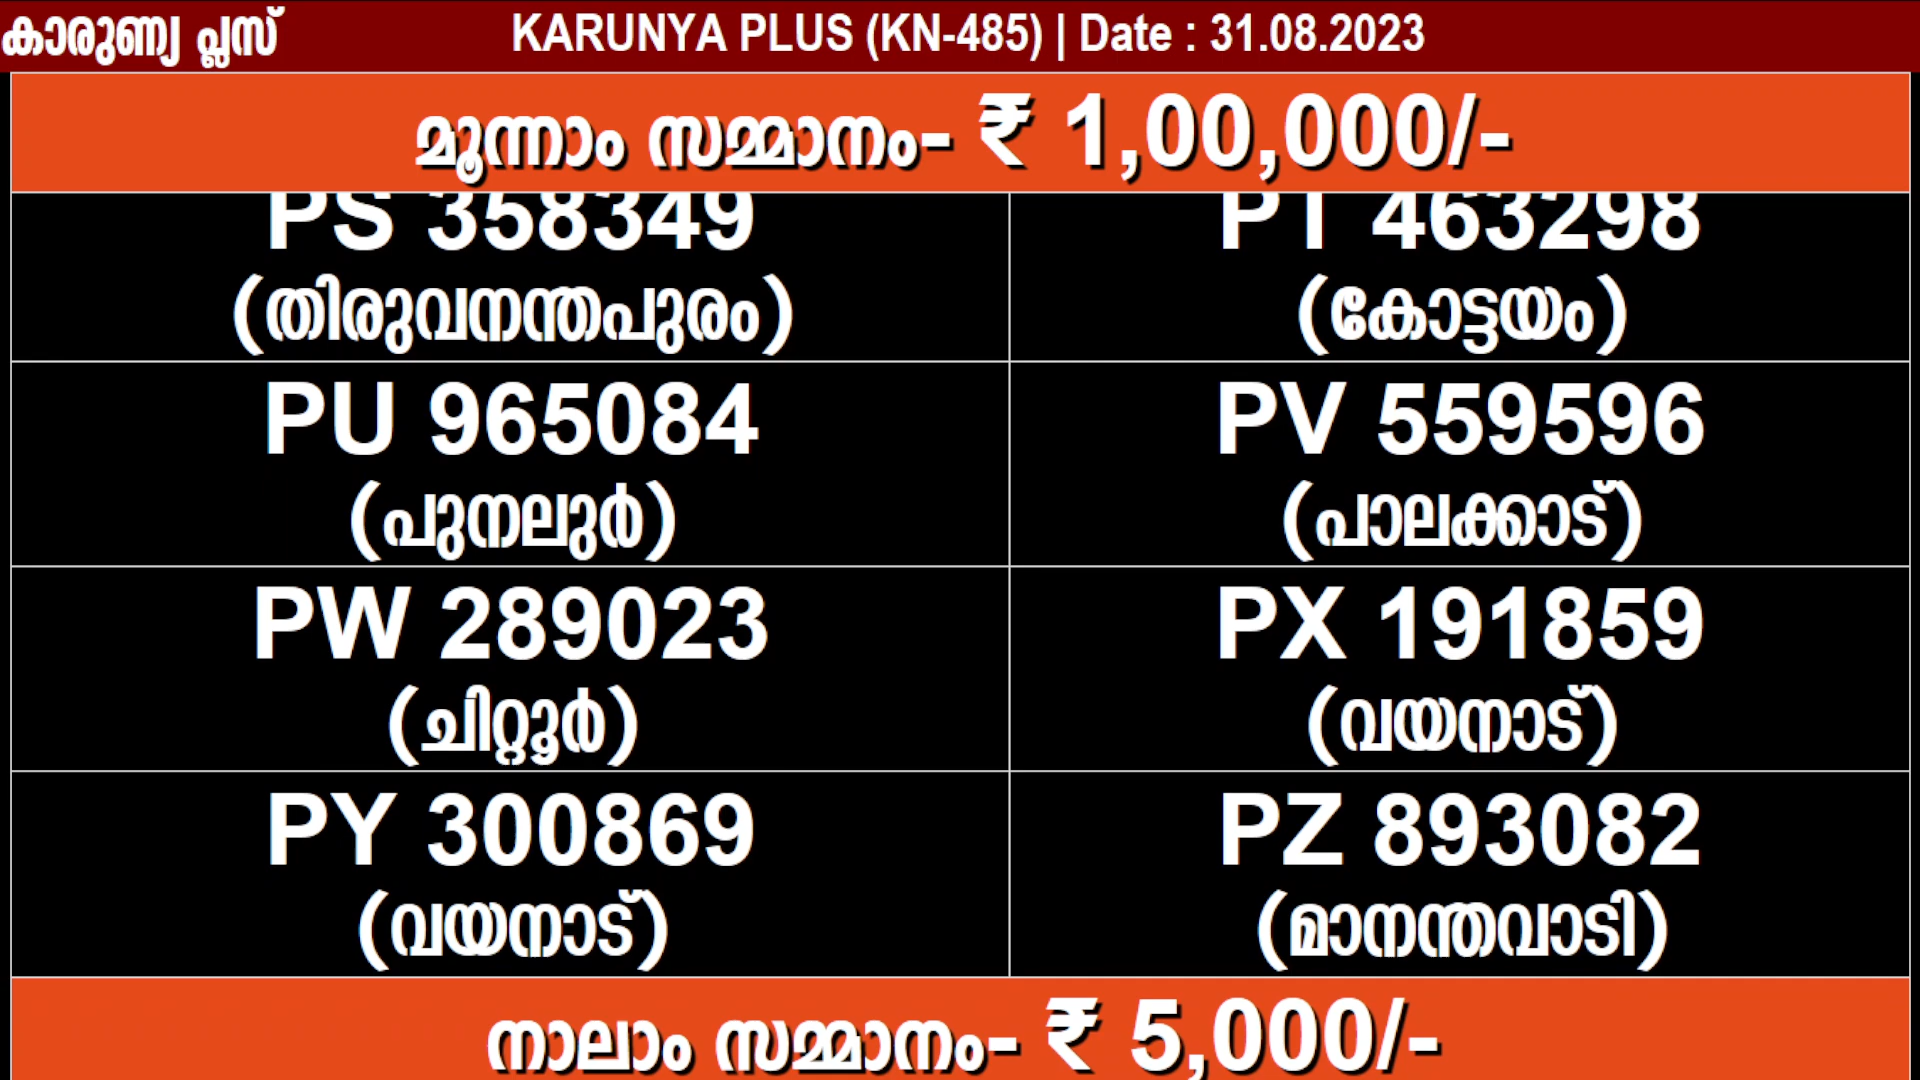 കാരുണ്യ പ്ലസ് KARUNYA PLUS (KN-485) | Date : 31.08.2023
മൂന്നാം സമ്മാനം- ₹ 1,00,000/-
PS 358349 PT 463298
(തിരുവനന്തപുരം) (കോട്ടയം)
PU 965084 PV 559596
(പുനലുർ) (പാലക്കാട്)
PW 289023 PX 191859
(ചിറ്റൂർ) (വയനാട്)
PY 300869 PZ 893082
(വയനാട്) (മാനന്തവാടി)
നാലാം സമ്മാനം- ₹ 5,000/-